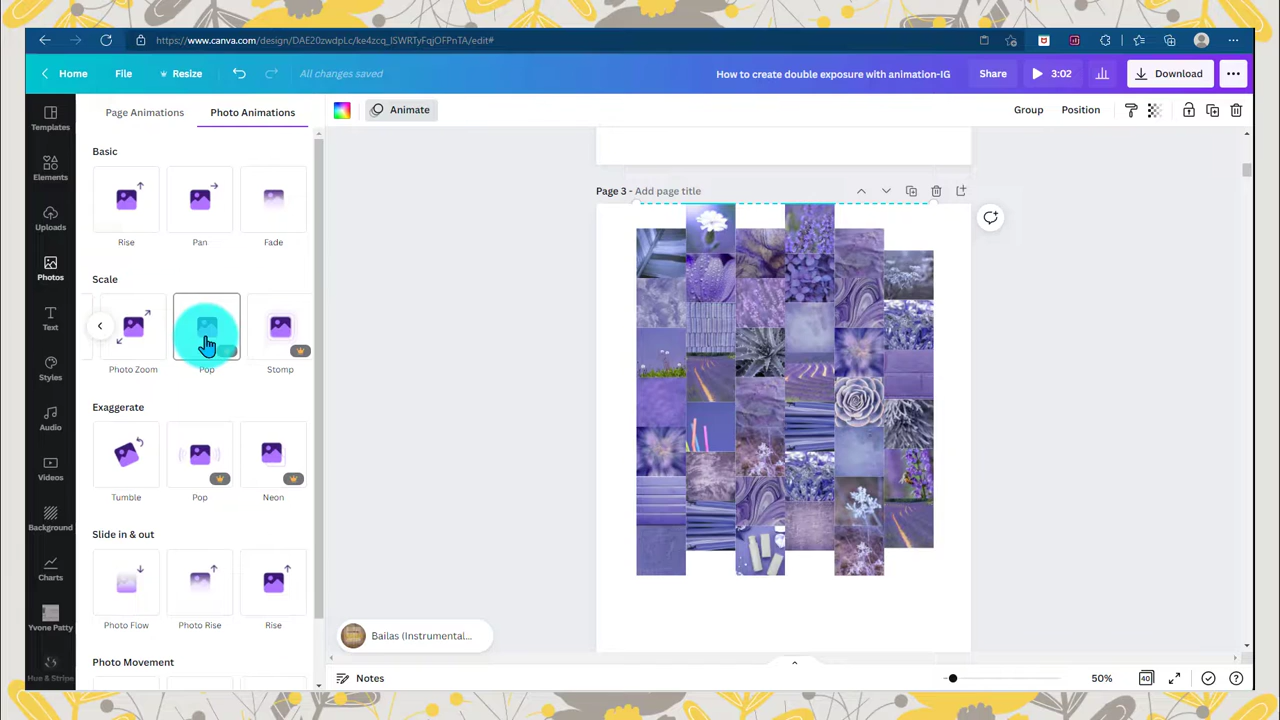 https://www.canva.com/design/DAE20zwdpLc/ke4zcq_lSWRTyFqjOFPnTA/edit#
Home
File
Resize
All changes saved
How to create double exposure with animation-IG
Share
3:02
Download
Templates
Elements
Uploads
Photos
Text
Styles
Audio
Videos
Background
Charts
Yvone Patty
Hue & Stripe
Page Animations
Photo Animations
Basic
Rise
Pan
Fade
Scale
Photo Zoom
Pop
Stomp
Exaggerate
Tumble
Pop
Neon
Slide in & out
Photo Flow
Photo Rise
Rise
Photo Movement
Animate
Group
Position
Page 3 - Add page title
Bailas (Instrumental...
Notes
50%
40